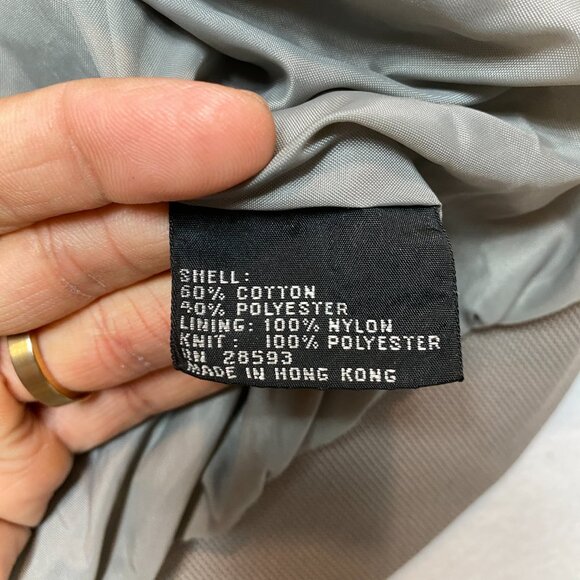 SHELL:
60% COTTON
40% POLYESTER
LINING: 100% NYLON
KNIT: 100% POLYESTER
RN 28593
MADE IN HONG KONG